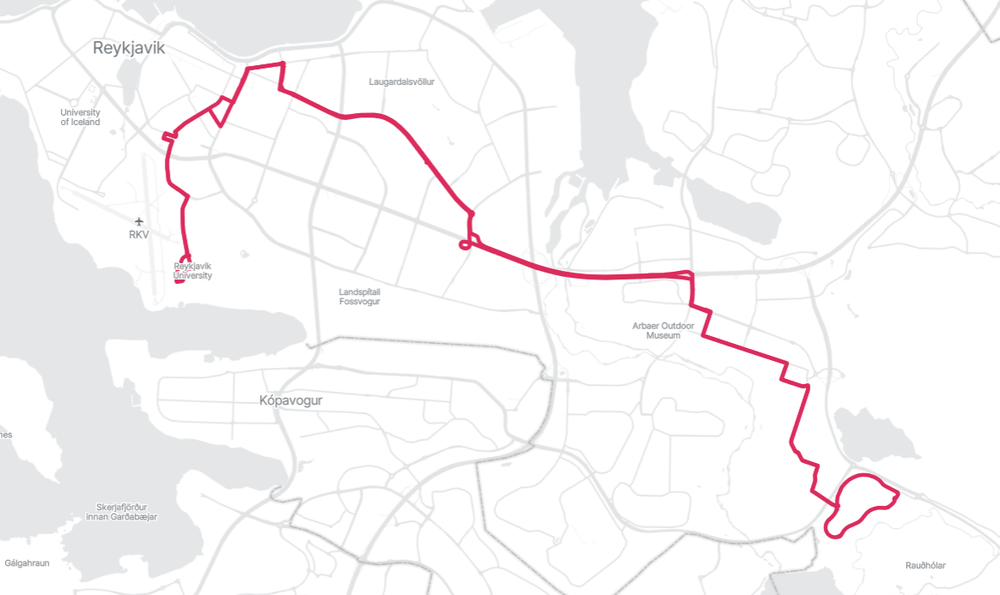 Reykjavik
Laugardalsvöllur
University
of Iceland
RKV
Reykjavik
University
Landspítali
Fossvogur
Arbaer Outdoor
Museum
Kópavogur
nes
Skerjafjörður
innan Garðabæjar
Gálgahraun
Rauðhólar